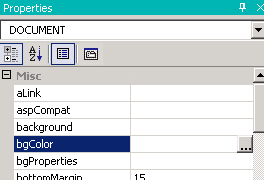 Properties
DOCUMENT
Misc
aLink
aspCompat
background
bgColor ...
bgProperties
bottomMargin 15